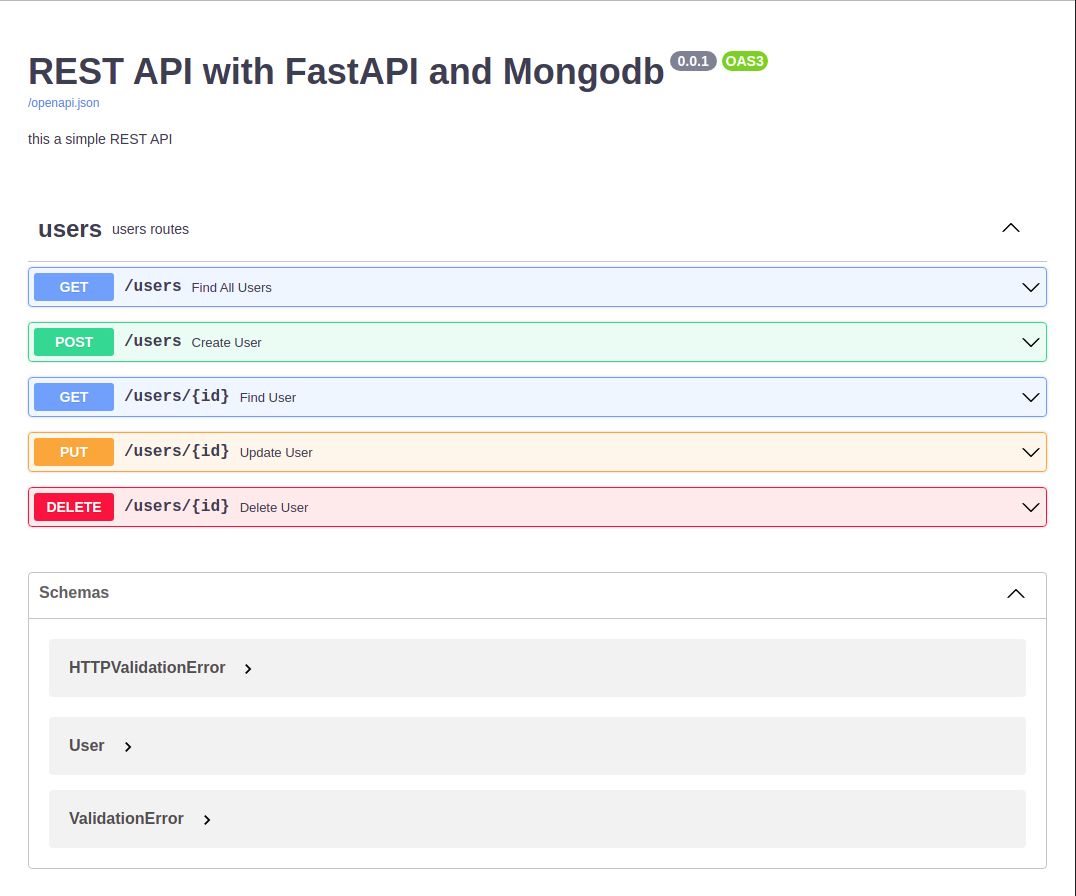 REST API with FastAPI and Mongodb 0.0.1 OAS3
/openapi.json
this a simple REST API
users users routes
GET /users Find All Users
POST /users Create User
GET /users/{id} Find User
PUT /users/{id} Update User
DELETE /users/{id} Delete User
Schemas
HTTPValidationError
User
ValidationError